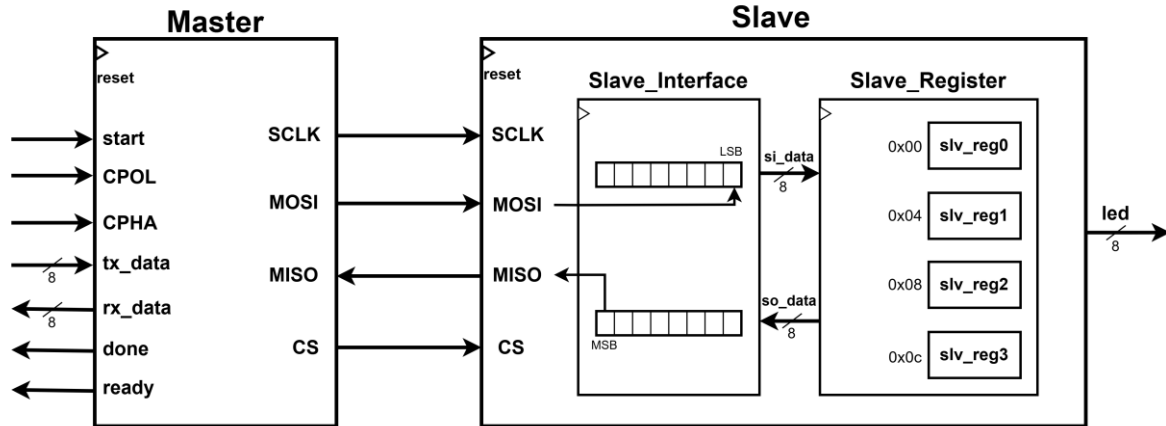 Master
Slave
reset
start
CPOL
CPHA
tx_data
8
rx_data
8
done
ready
SCLK
MOSI
MISO
CS
reset
SCLK
MOSI
MISO
CS
Slave_Interface
LSB
MSB
si_data
8
so_data
8
Slave_Register
0x00 slv_reg0
0x04 slv_reg1
0x08 slv_reg2
0x0c slv_reg3
led
8